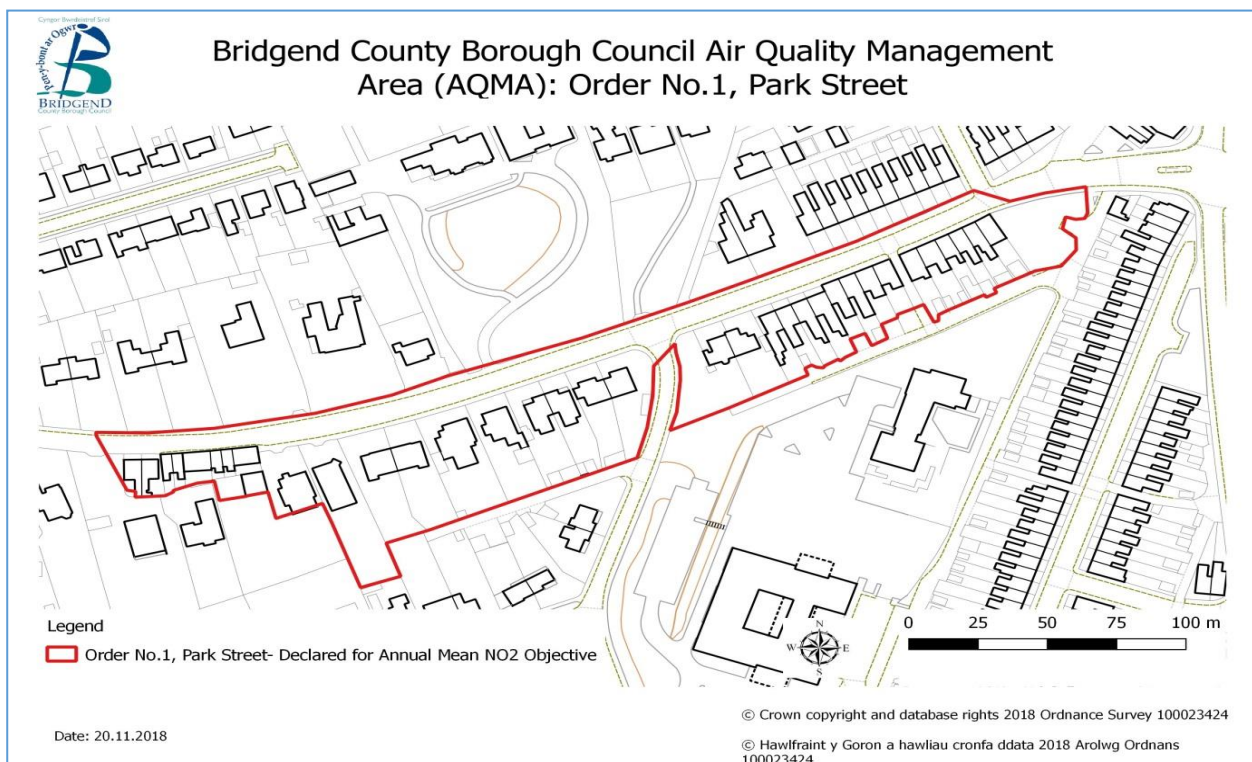 Cyngor Bwrdeistref Sirol
Pen-y-bont ar Ogwr
BRIDGEND
County Borough Council
Bridgend County Borough Council Air Quality Management
Area (AQMA): Order No.1, Park Street
Legend
Order No.1, Park Street- Declared for Annual Mean NO2 Objective
N
W E
S
0 25 50 75 100 m
Date: 20.11.2018
© Crown copyright and database rights 2018 Ordnance Survey 100023424
© Hawlfraint y Goron a hawliau cronfa ddata 2018 Arolwg Ordnans
100023424